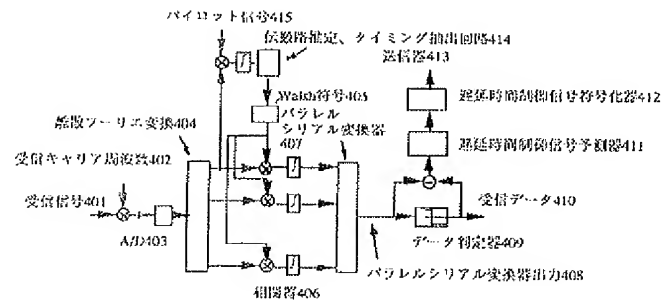 パイロット信号415
伝搬路推定、タイミング抽出回路414
送信器
413
Walsh符号405
遅延時間制御信号符号化器412
離散フーリエ変換404
パラレル
シリアル変換器
407
受信キャリア周波数402
遅延時間制御信号予測器411
受信信号401
受信データ410
A/D403
データ判定器409
パラレルシリアル変換器出力408
相関器406